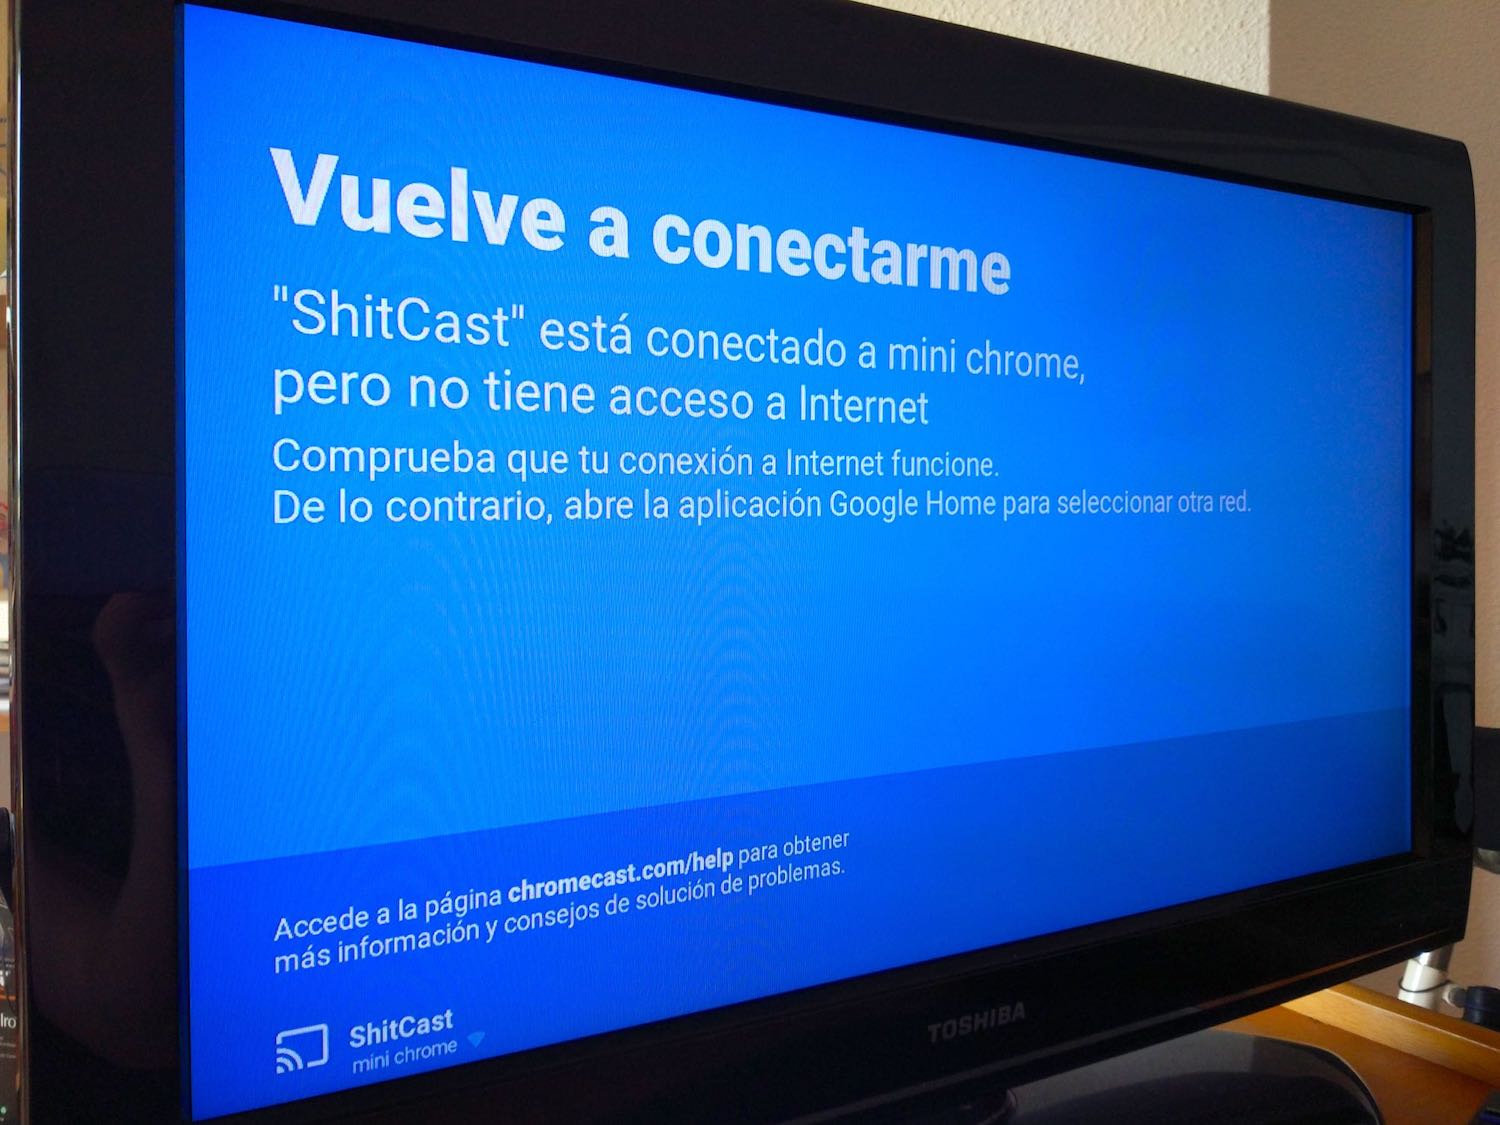 Vuelve a conectarme
"ShitCast" está conectado a mini chrome,
pero no tiene acceso a Internet
Comprueba que tu conexión a Internet funcione.
De lo contrario, abre la aplicación Google Home para seleccionar otra red.
Accede a la página chromecast.com/help para obtener
más información y consejos de solución de problemas.
ShitCast
mini chrome
TOSHIBA